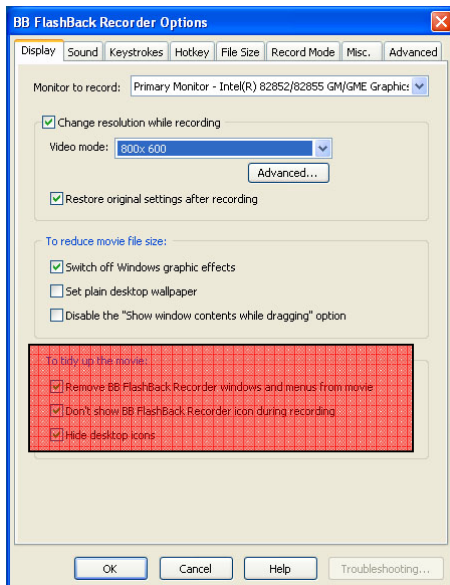 BB FlashBack Recorder Options
Display Sound Keystrokes Hotkey File Size Record Mode Misc. Advanced
Monitor to record: Primary Monitor - Intel(R) 82852/82855 GM/GME Graphics
Change resolution while recording
Video mode: 800x 600
Advanced...
Restore original settings after recording
To reduce movie file size:
Switch off Windows graphic effects
Set plain desktop wallpaper
Disable the "Show window contents while dragging" option
To tidy up the movie:
Remove BB FlashBack Recorder windows and menus from movie
Don't show BB FlashBack Recorder icon during recording
Hide desktop icons
OK Cancel Help Troubleshooting...